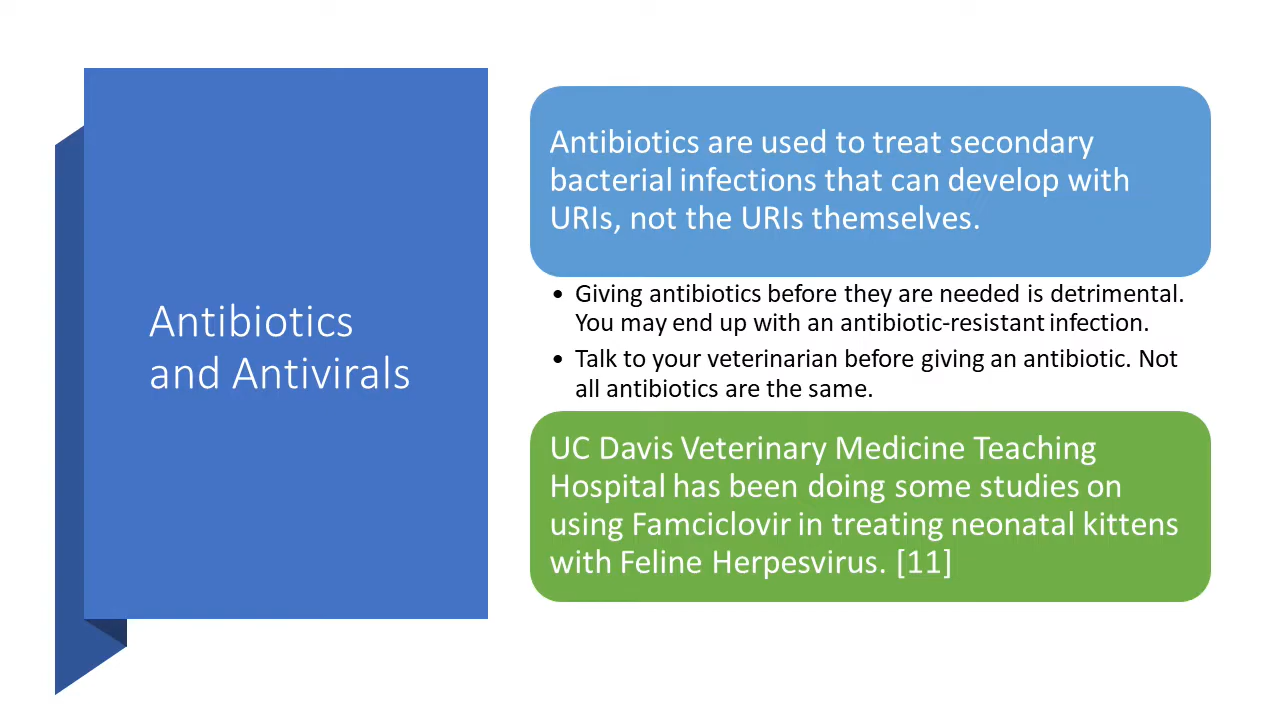 Antibiotics
and Antivirals
Antibiotics are used to treat secondary
bacterial infections that can develop with
URIs, not the URIs themselves.
• Giving antibiotics before they are needed is detrimental.
You may end up with an antibiotic-resistant infection.
• Talk to your veterinarian before giving an antibiotic. Not
all antibiotics are the same.
UC Davis Veterinary Medicine Teaching
Hospital has been doing some studies on
using Famciclovir in treating neonatal kittens
with Feline Herpesvirus. [11]